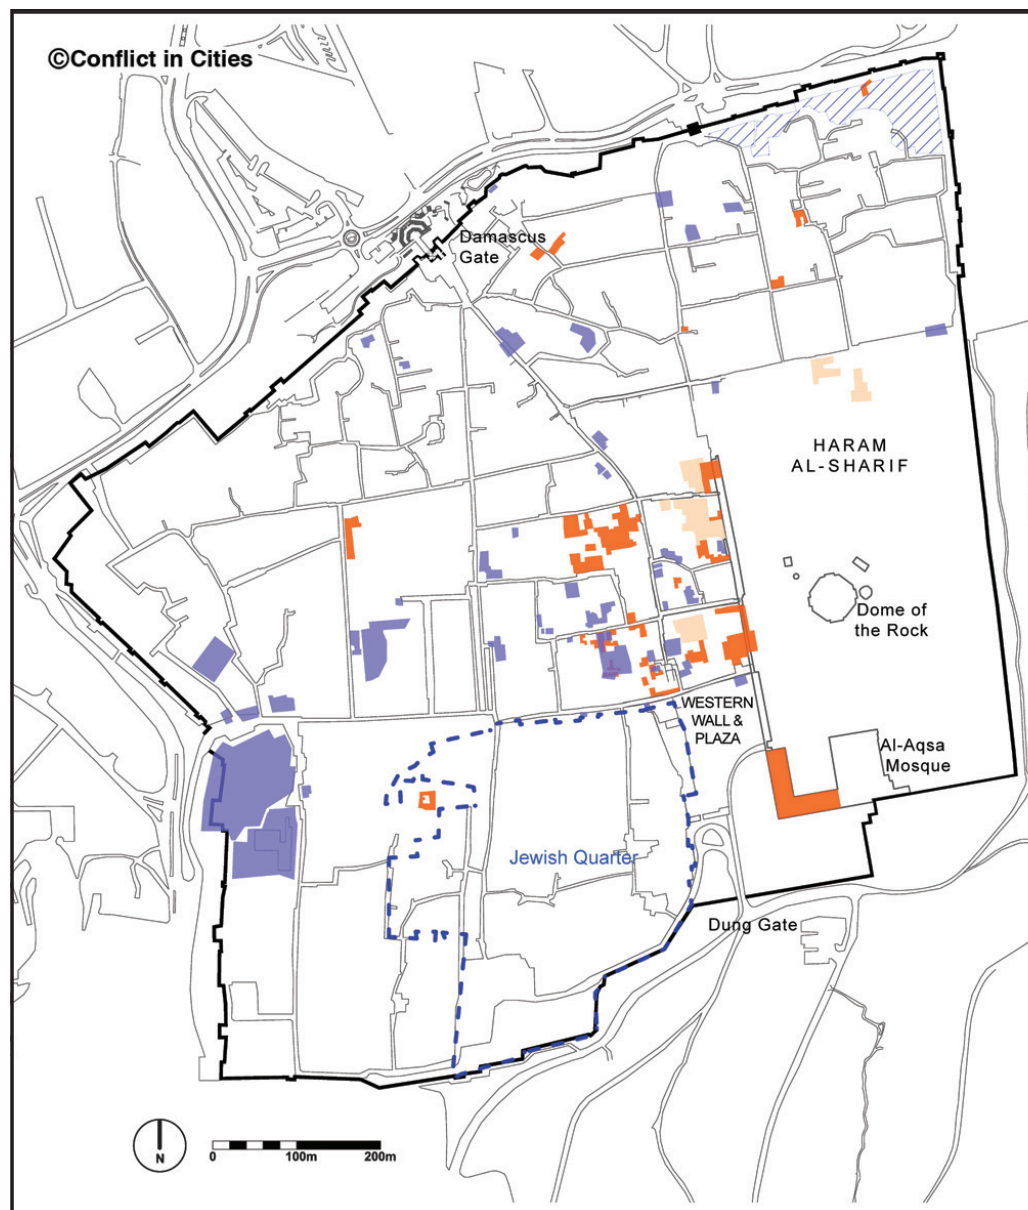 ©Conflict in Cities
Damascus
Gate
HARAM
AL-SHARIF
Dome of
the Rock
WESTERN
WALL &
PLAZA
Al-Aqsa
Mosque
Jewish Quarter
Dung Gate
N
0 100m 200m